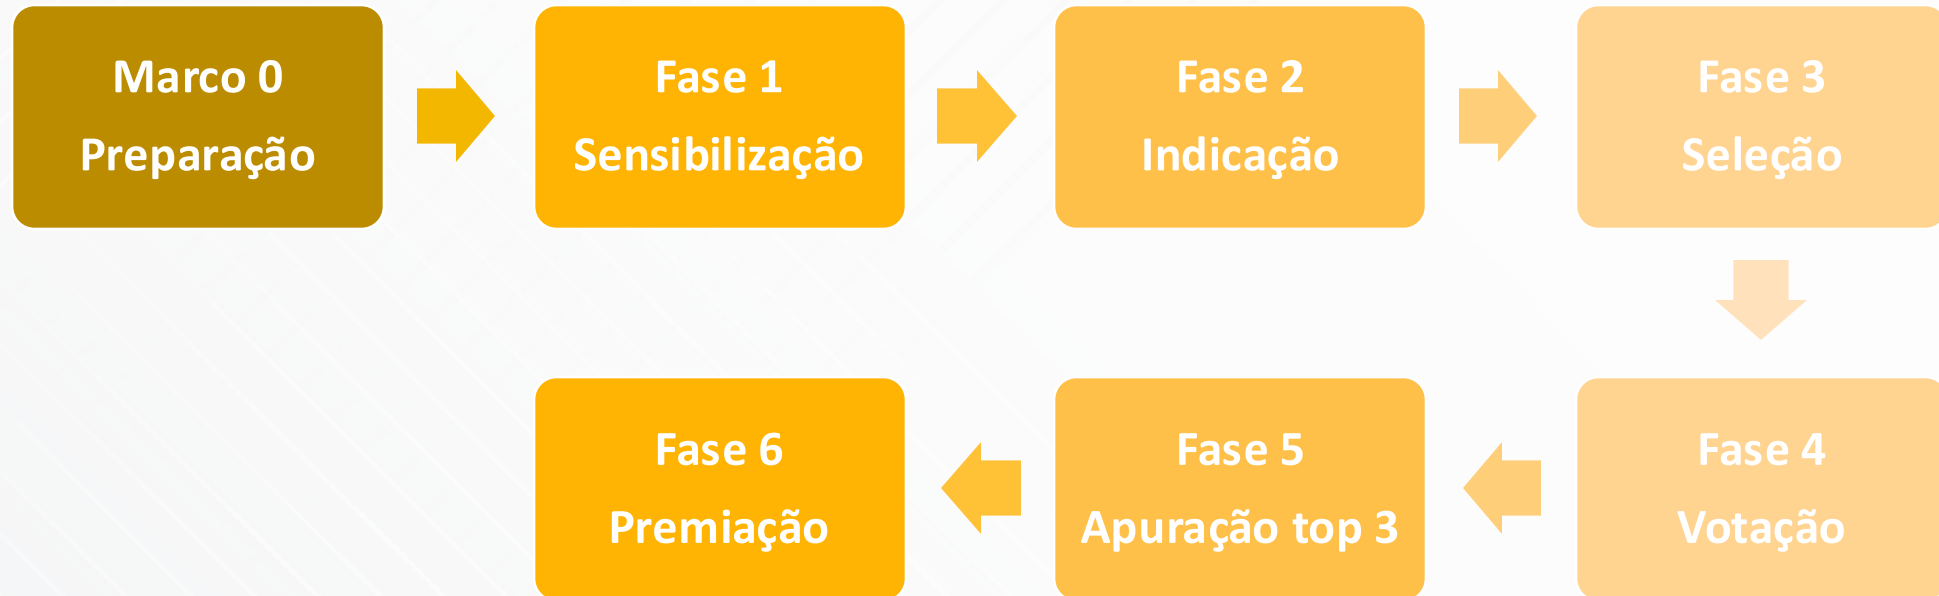 Marco 0
Preparação
Fase 1
Sensibilização
Fase 2
Indicação
Fase 3
Seleção
Fase 4
Votação
Fase 5
Apuração top 3
Fase 6
Premiação